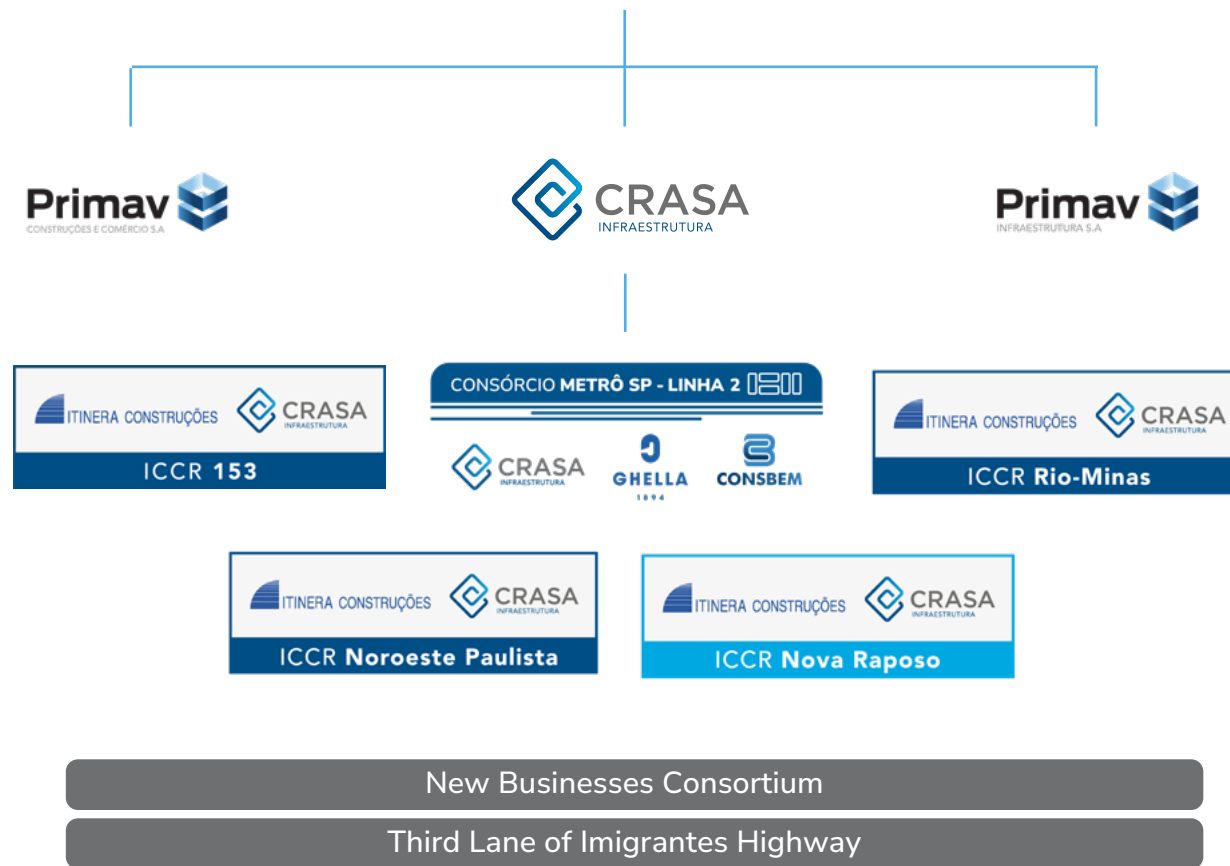 Primav
CONSTRUÇÕES E COMÉRCIO S.A
CRASA
INFRAESTRUTURA
Primav
INFRAESTRUTURA S.A
ITINERA CONSTRUÇÕES
CRASA
INFRAESTRUTURA
ICCR 153
CONSÓRCIO METRÔ SP - LINHA 2
CRASA
INFRAESTRUTURA
GHELLA
1894
CONSBEM
ITINERA CONSTRUÇÕES
CRASA
INFRAESTRUTURA
ICCR Rio-Minas
ITINERA CONSTRUÇÕES
CRASA
INFRAESTRUTURA
ICCR Noroeste Paulista
ITINERA CONSTRUÇÕES
CRASA
INFRAESTRUTURA
ICCR Nova Raposo
New Businesses Consortium
Third Lane of Imigrantes Highway